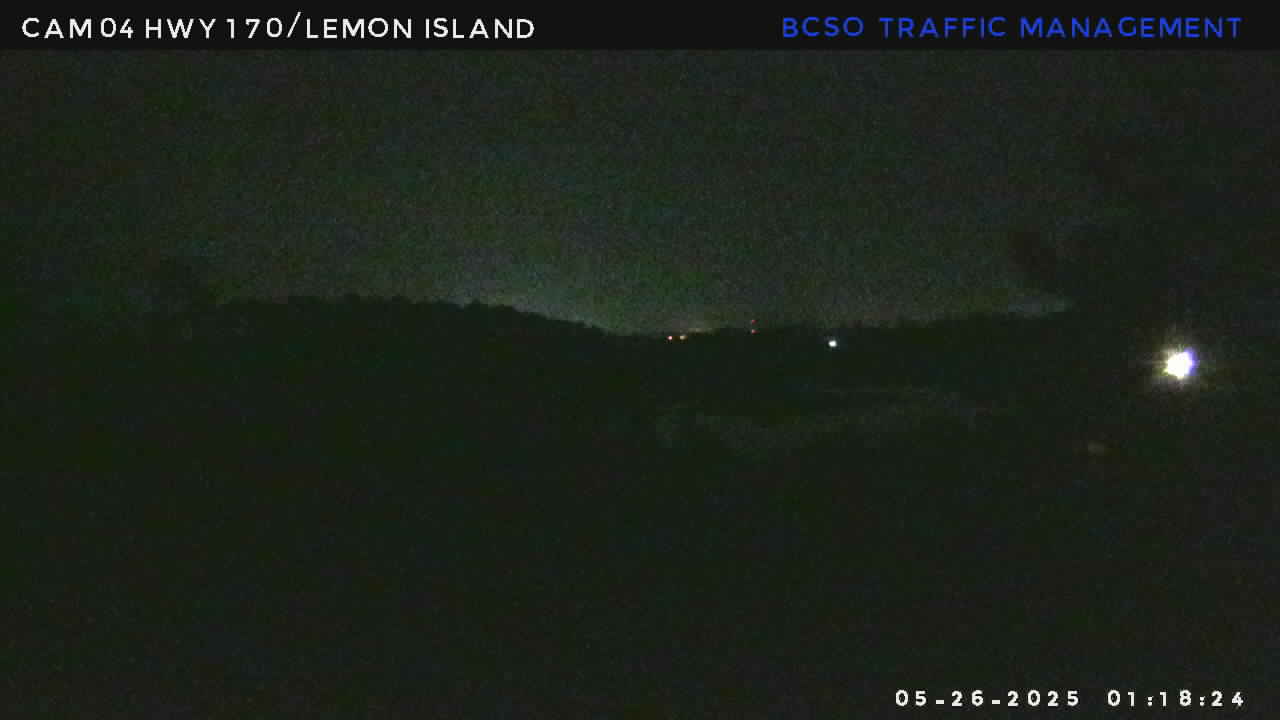 CAM04 HWY 170/LEMON ISLAND
BCSO TRAFFIC MANAGEMENT
05-26-2025 01:18:24